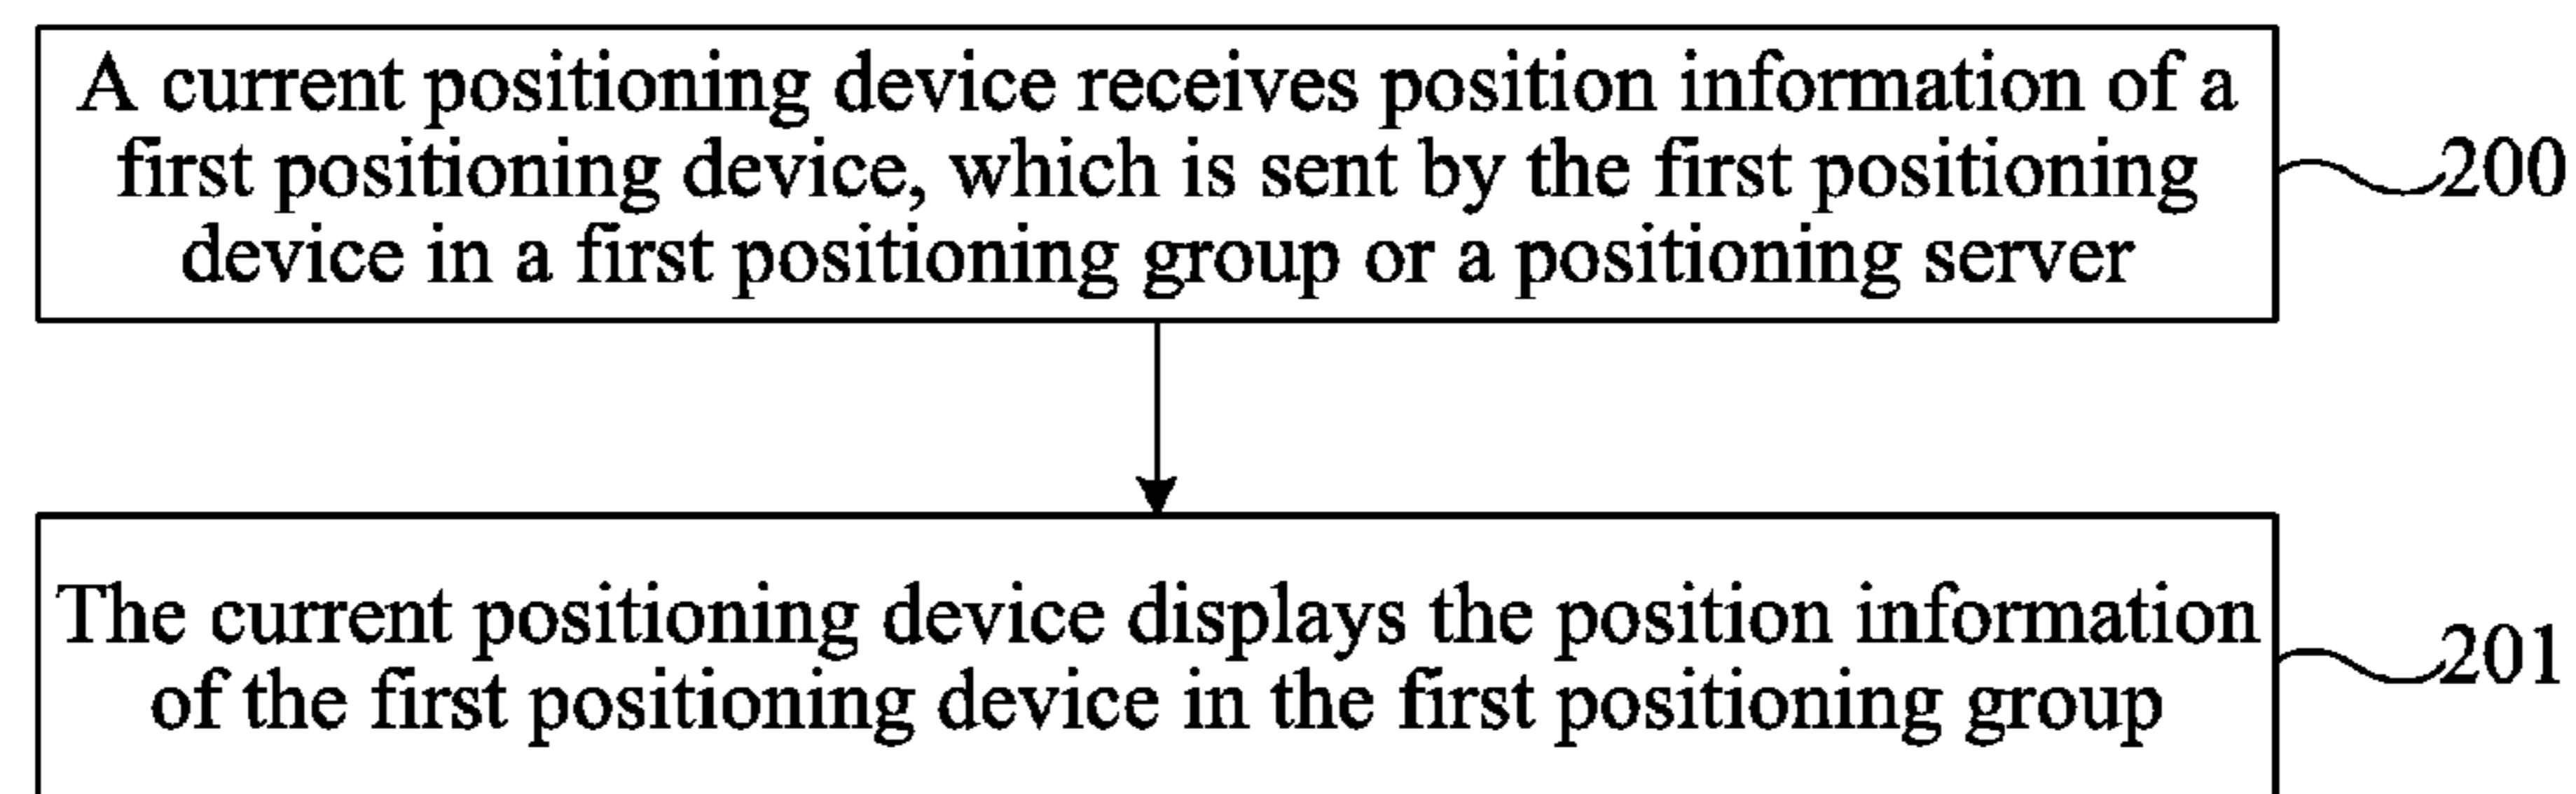 A current positioning device receives position information of a
first positioning device, which is sent by the first positioning
device in a first positioning group or a positioning server
200
The current positioning device displays the position information
of the first positioning device in the first positioning group
201